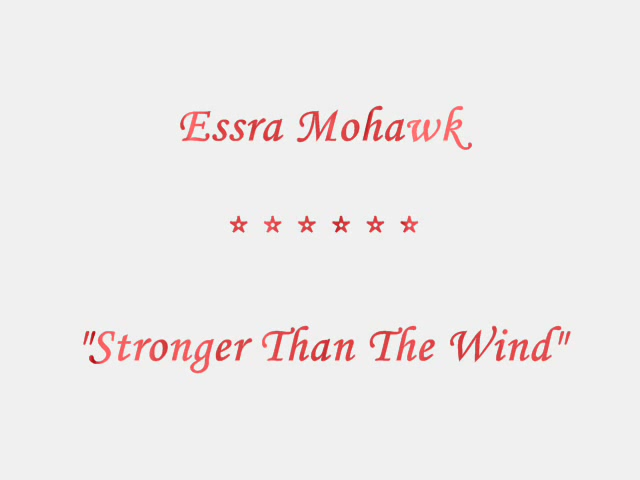 Essra Mohawk
☆ ☆ ☆ ☆ ☆ ☆
"Stronger Than The Wind"